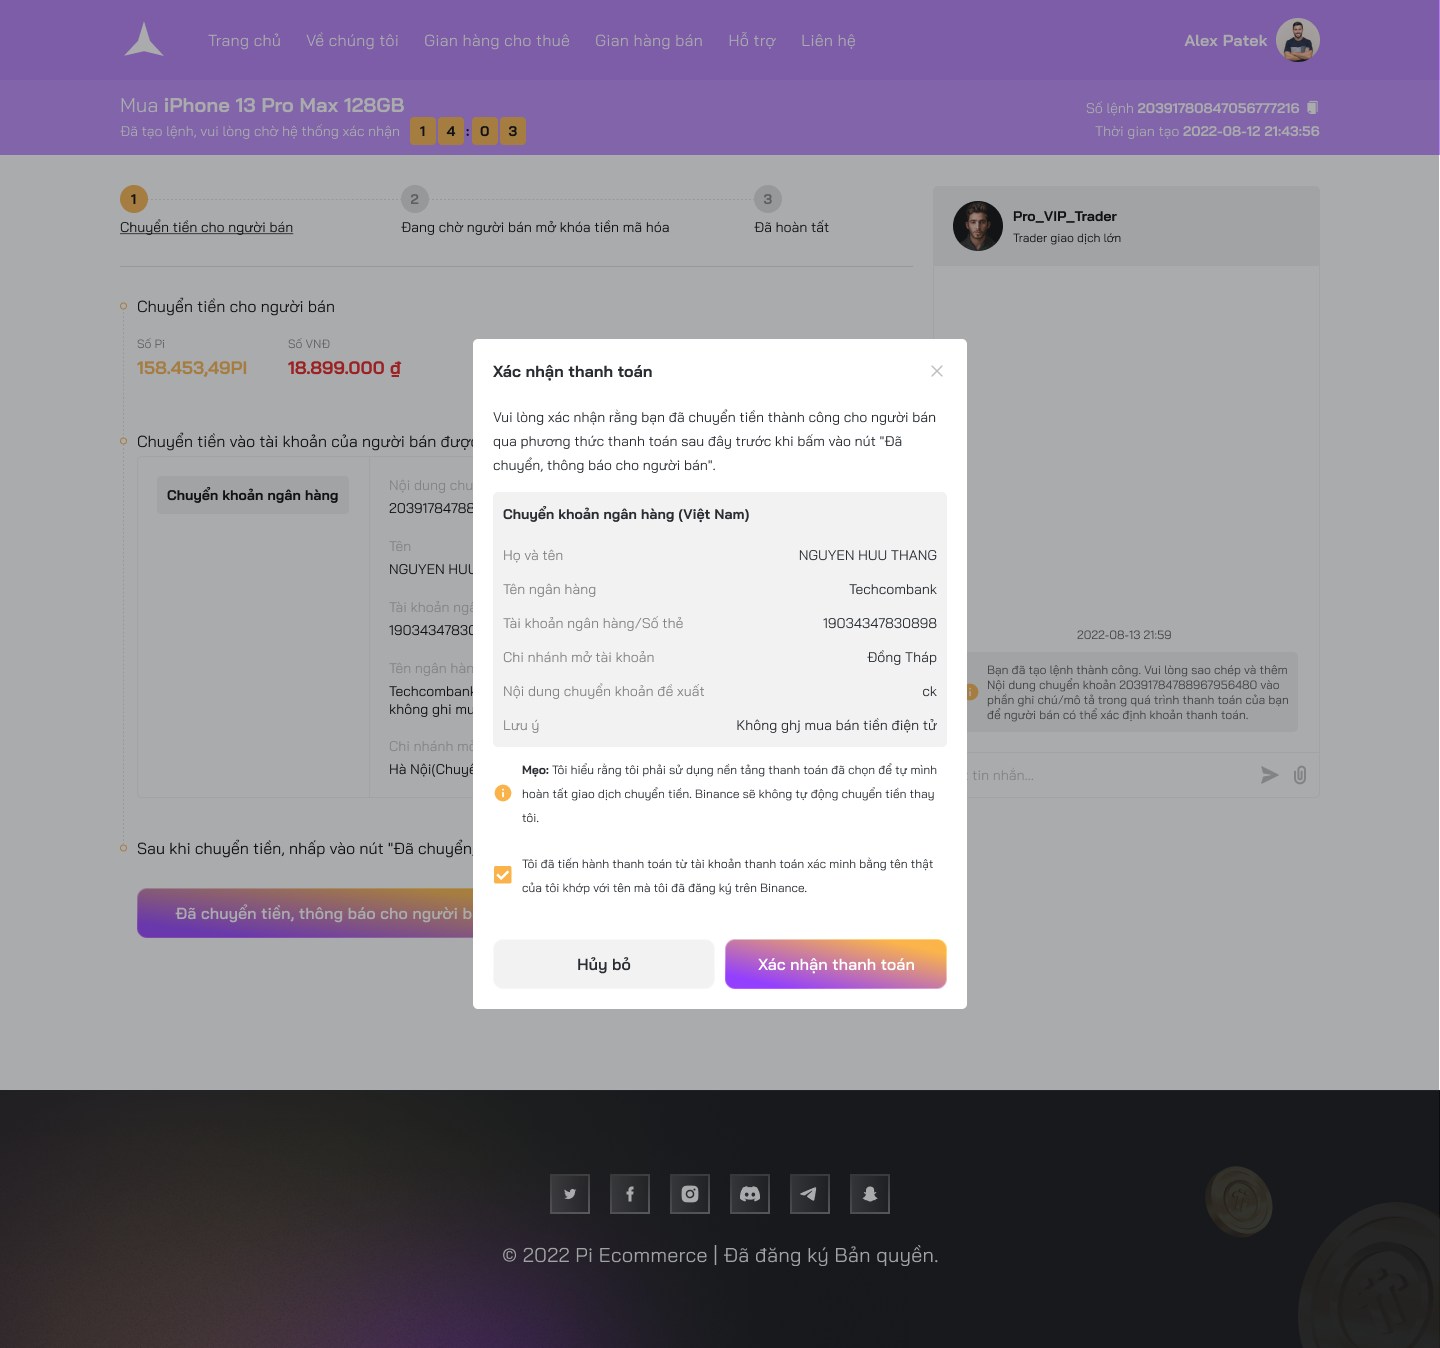 Trang chủ
Về chúng tôi
Gian hàng cho thuê
Gian hàng bán
Hỗ trợ
Liên hệ
Alex Patek
Mua iPhone 13 Pro Max 128GB
Đã tạo lệnh, vui lòng chờ hệ thống xác nhận
1 4 : 0 3
Số lệnh 20391780847056777216
Thời gian tạo 2022-08-12 21:43:56
1
2
3
Chuyển tiền cho người bán
Đang chờ người bán mở khóa tiền mã hóa
Đã hoàn tất
Pro_VIP_Trader
Trader giao dịch lớn
Chuyển tiền cho người bán
Số Pi
Số VNĐ
158.453,49PI
18.899.000 ₫
Chuyển tiền vào tài khoản của người bán được
Chuyển khoản ngân hàng
Nội dung
203917847
Tên
NGUYEN
Tài khoản
1903434783
Tên ngân
Techcombank
không ghi
Chi nhánh
Hà Nội
Sau khi chuyển tiền, nhấp vào nút "Đã chuyển,
Đã chuyển tiền, thông báo cho người
Xác nhận thanh toán
Vui lòng xác nhận rằng bạn đã chuyển tiền thành công cho người bán
qua phương thức thanh toán sau đây trước khi bấm vào nút "Đã
chuyển, thông báo cho người bán".
Chuyển khoản ngân hàng (Việt Nam)
Họ và tên
NGUYEN HUU THANG
Tên ngân hàng
Techcombank
Tài khoản ngân hàng/Số thẻ
19034347830898
Chi nhánh mở tài khoản
Đồng Tháp
Nội dung chuyển khoản đề xuất
ck
Lưu ý
Không ghj mua bán tiền điện tử
Mẹo: Tôi hiểu rằng tôi phải sử dụng nền tảng thanh toán đã chọn để tự mình
hoàn tất giao dịch chuyển tiền. Binance sẽ không tự động chuyển tiền thay
tôi.
Tôi đã tiến hành thanh toán từ tài khoản thanh toán xác minh bằng tên thật
của tôi khớp với tên mà tôi đã đăng ký trên Binance.
Hủy bỏ
Xác nhận thanh toán
2022-08-13 21:59
Bạn đã tạo lệnh thành công. Vui lòng sao chép và thêm
Nội dung chuyển khoản 20391784788967956480 vào
phần ghi chú/mô tả trong quá trình thanh toán của bạn
để người bán có thể xác định khoản thanh toán.
tin nhắn...
© 2022 Pi Ecommerce | Đã đăng ký Bản quyền.